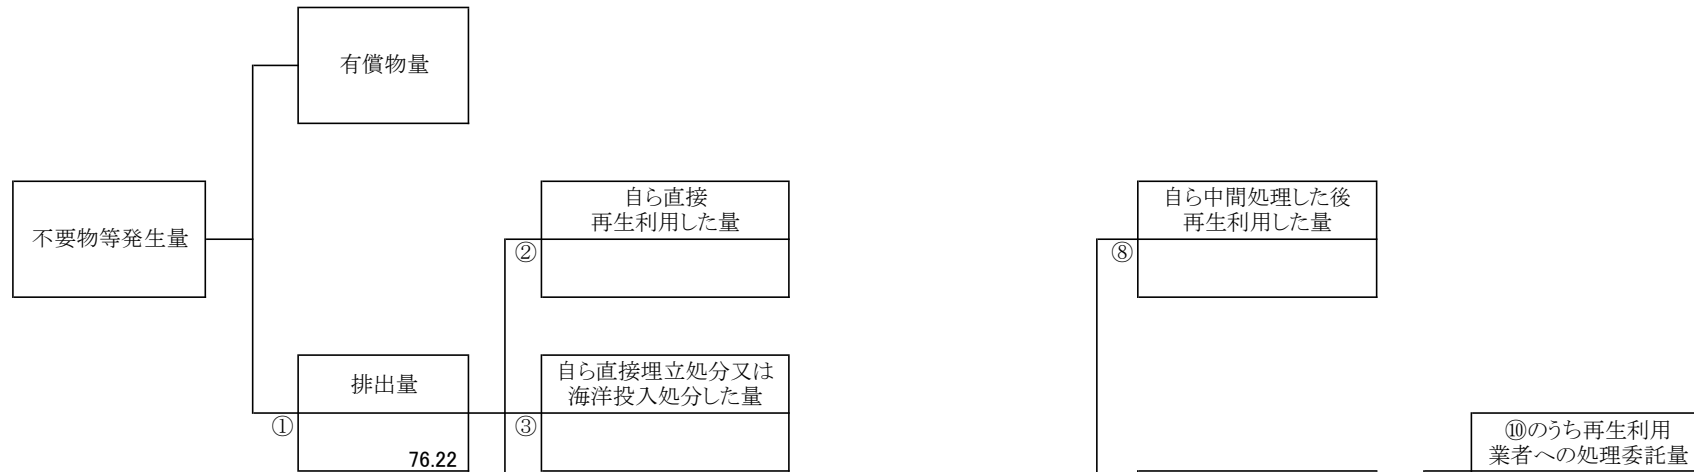 有償物量
不要物等発生量
自ら直接
再生利用した量
②
自ら中間処理した後
再生利用した量
⑧
排出量
①
76.22
自ら直接埋立処分又は
海洋投入処分した量
③
⑩のうち再生利用
業者への処理委託量